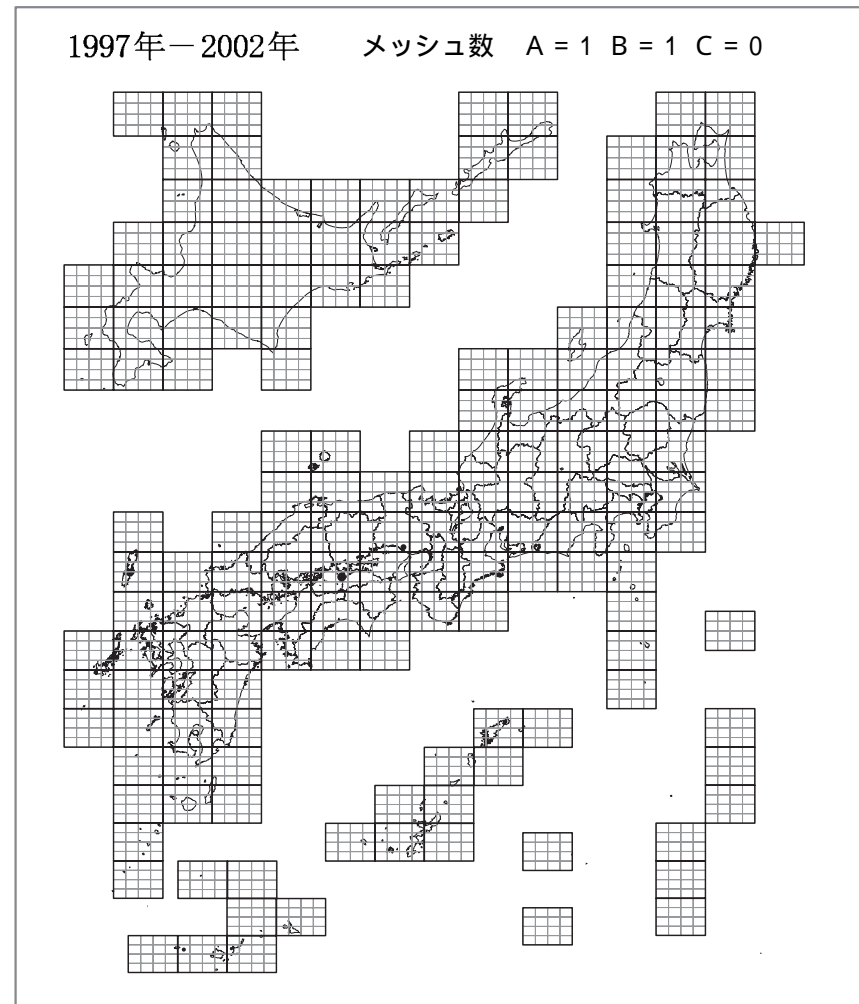 1997年－2002年 メッシュ数 A = 1 B = 1 C = 0